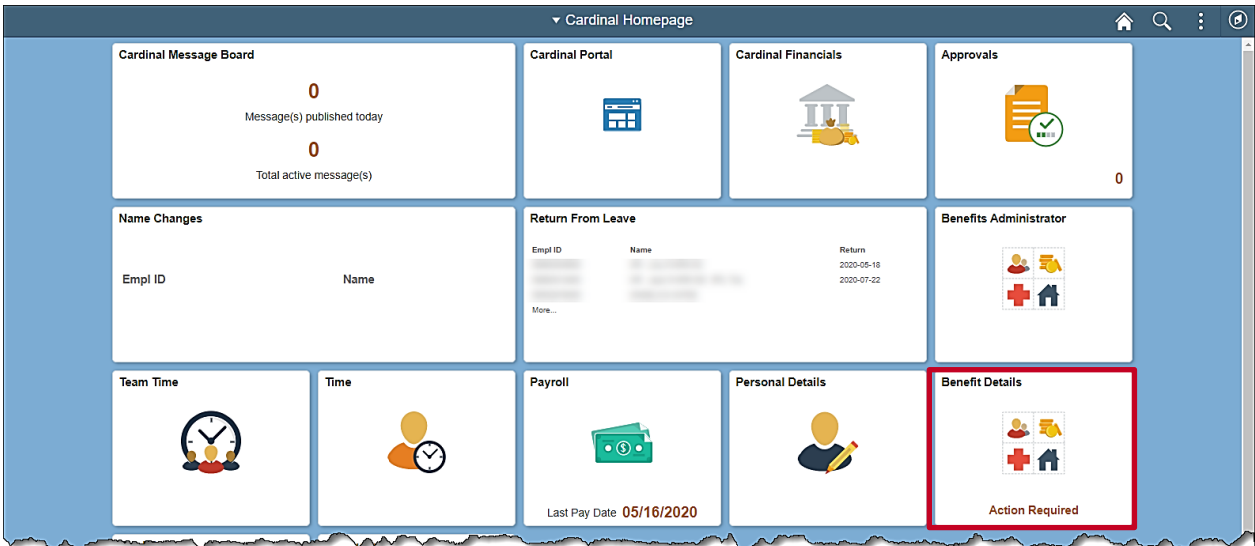 Cardinal Homepage
Cardinal Message Board
0
Message(s) published today
0
Total active message(s)
Cardinal Portal
Cardinal Financials
Approvals
0
Name Changes
Empl ID Name
Return From Leave
Empl ID Name Return
2020-05-18
2020-07-22
More...
Benefits Administrator
Team Time
Time
Payroll
Last Pay Date 05/16/2020
Personal Details
Benefit Details
Action Required